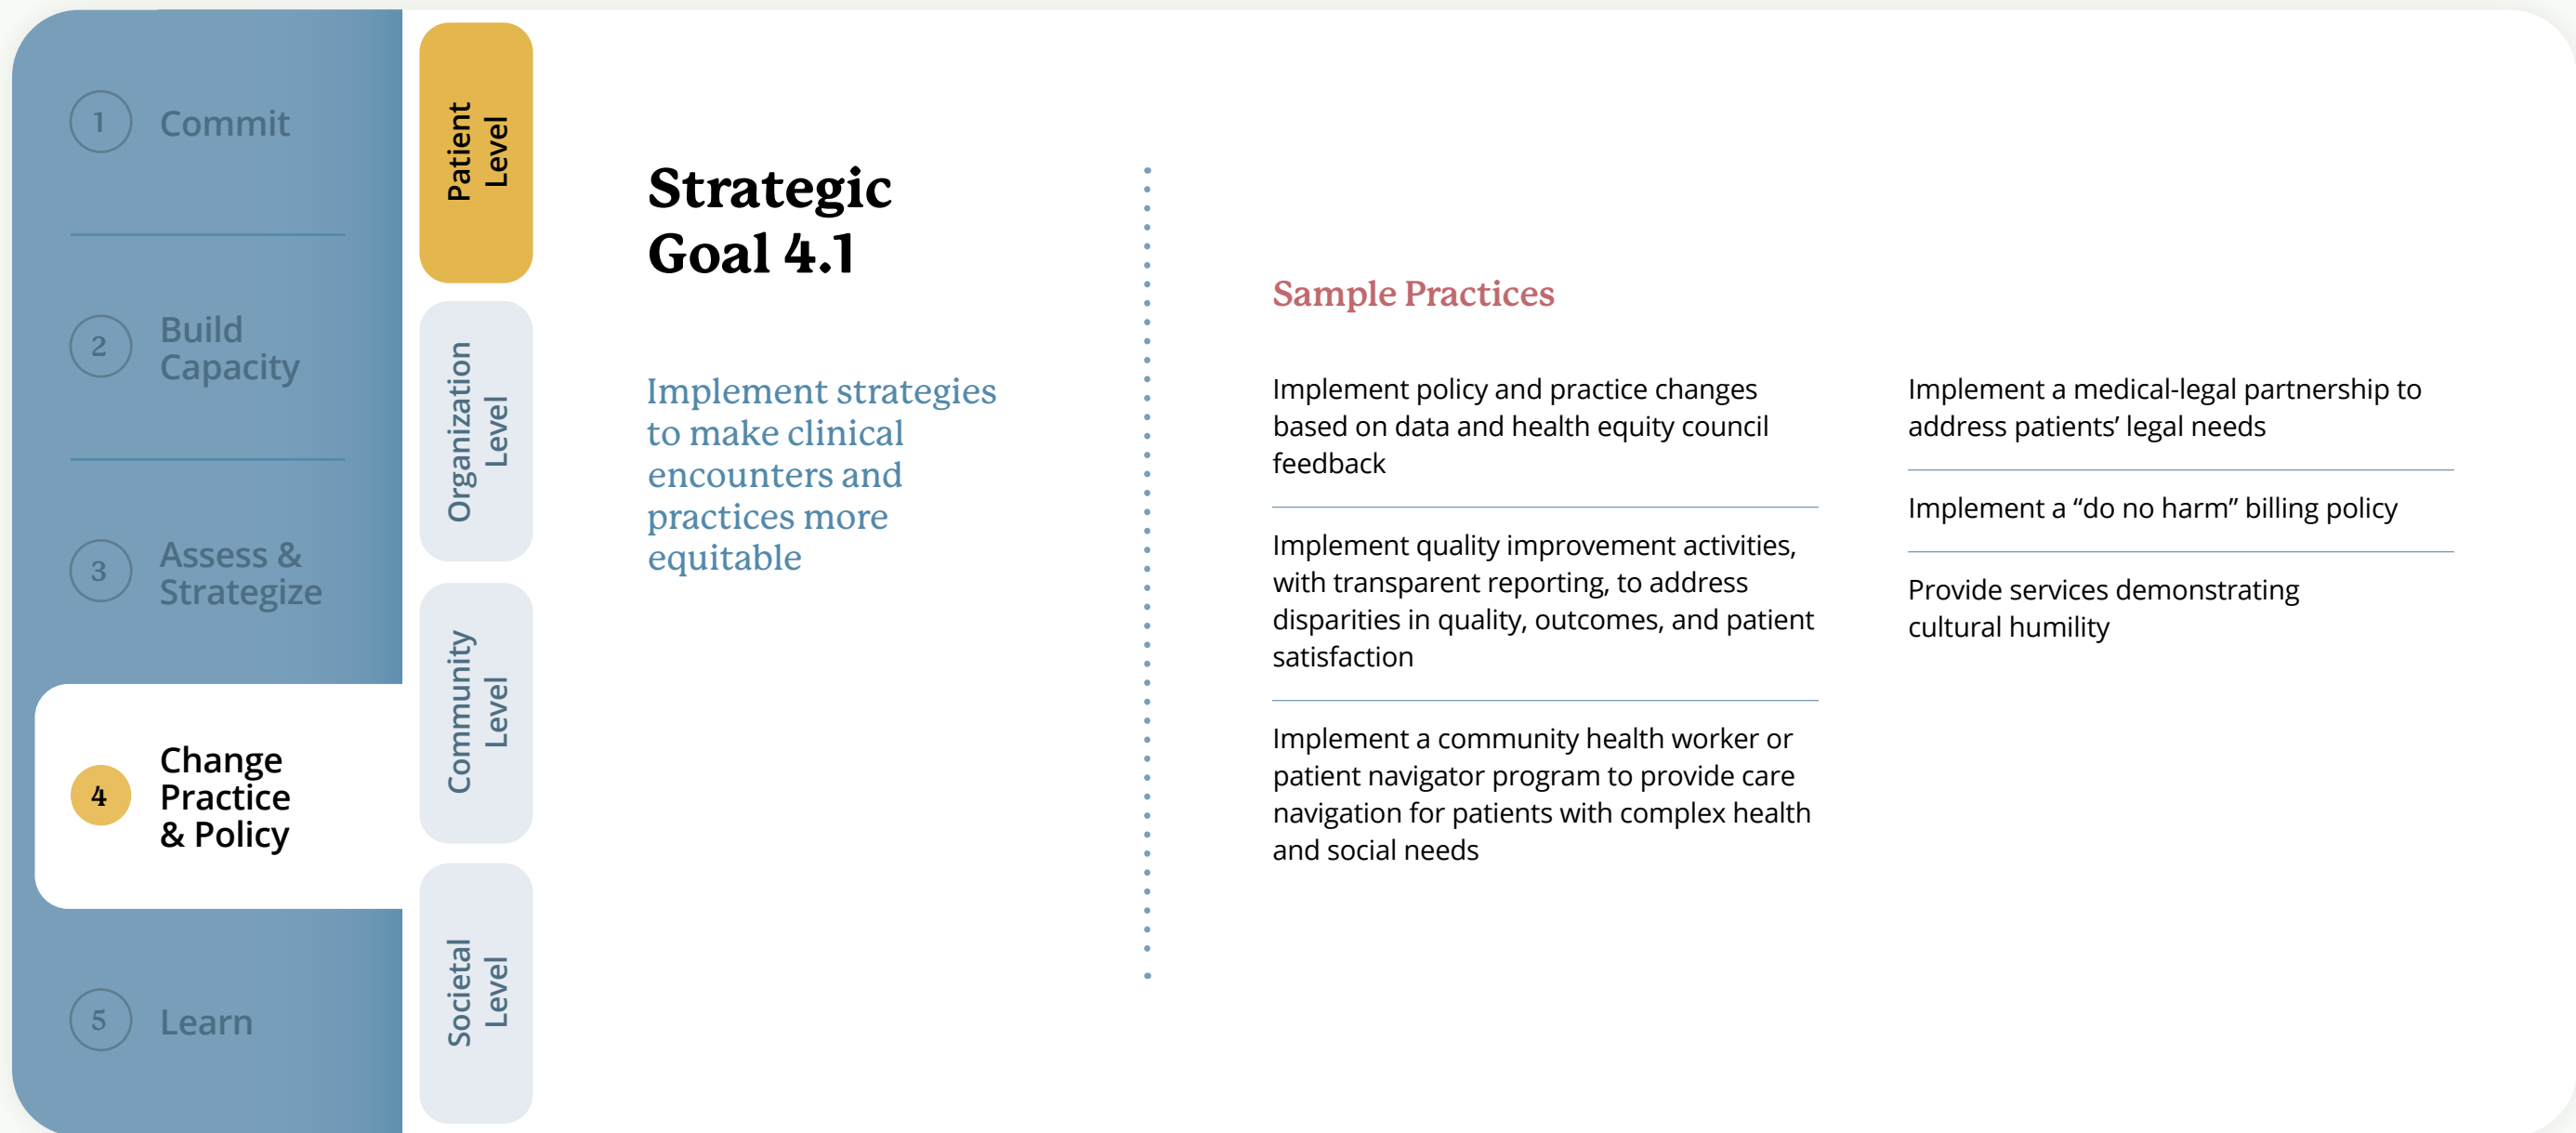 1
Commit
2
Build
Capacity
3
Assess &
Strategize
4
Change
Practice
& Policy
5
Learn
Patient
Level
Organization
Level
Community
Level
Societal
Level
Strategic
Goal 4.1
Implement strategies
to make clinical
encounters and
practices more
equitable
Sample Practices
Implement policy and practice changes
based on data and health equity council
feedback
Implement quality improvement activities,
with transparent reporting, to address
disparities in quality, outcomes, and patient
satisfaction
Implement a community health worker or
patient navigator program to provide care
navigation for patients with complex health
and social needs
Implement a medical-legal partnership to
address patients’ legal needs
Implement a “do no harm” billing policy
Provide services demonstrating
cultural humility